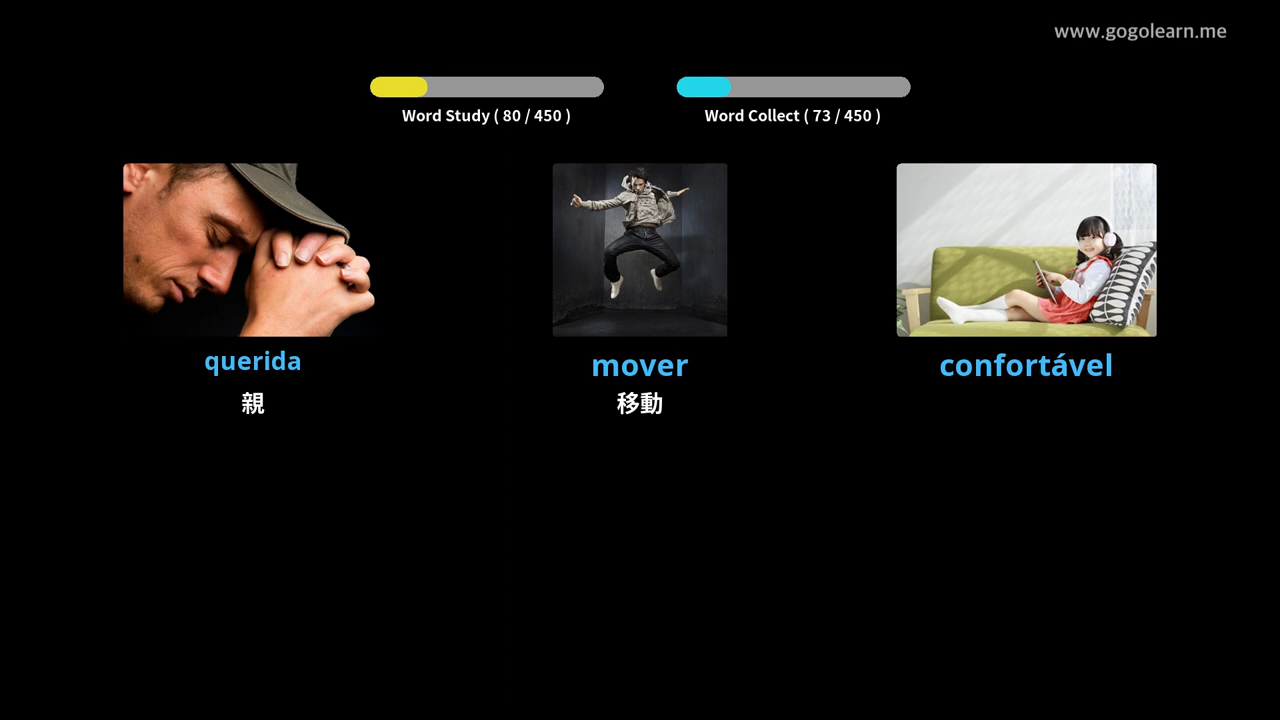 www.gogolearn.me
Word Study ( 80 / 450 )
Word Collect ( 73 / 450 )
querida
親
mover
移動
confortável